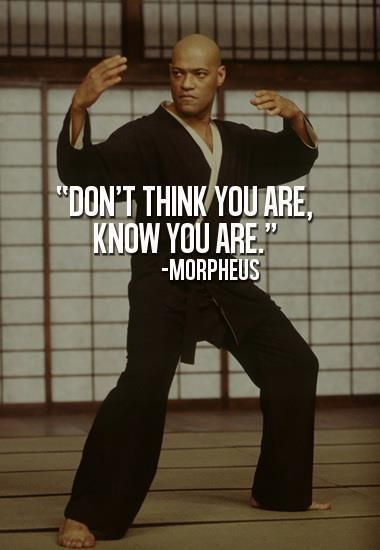 “DON’T THINK YOU ARE,
KNOW YOU ARE.”
-MORPHEUS